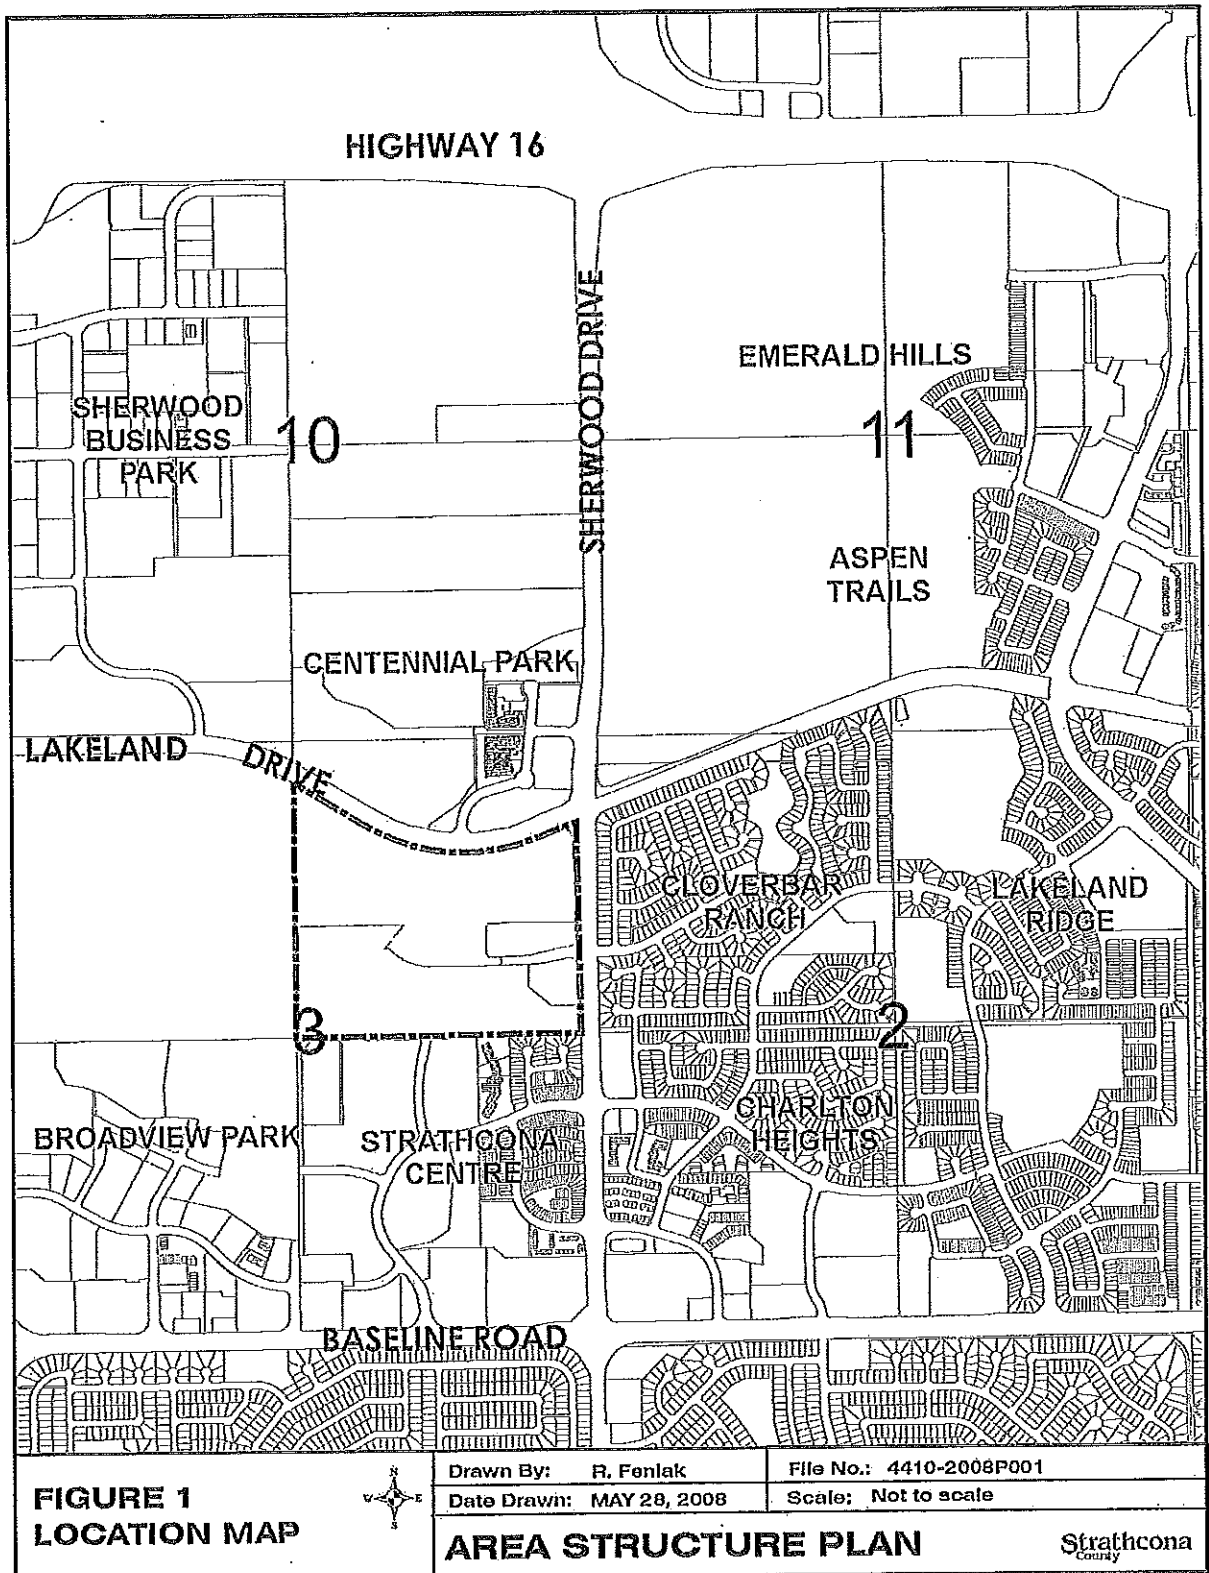 HIGHWAY 16
SHERWOOD DRIVE
EMERALD HILLS
SHERWOOD
BUSINESS
PARK
10
11
ASPEN
TRAILS
CENTENNIAL PARK
LAKELAND DRIVE
CLOVERBAR
RANCH
LAKELAND
RIDGE
3
2
BROADVIEW PARK
STRATHCONA
CENTRE
CHARLTON
HEIGHTS
BASELINE ROAD
FIGURE 1
LOCATION MAP
N
W
E
S
Drawn By: R. Fenlak
File No.: 4410-2008P001
Date Drawn: MAY 28, 2008
Scale: Not to scale
AREA STRUCTURE PLAN
Strathcona
County